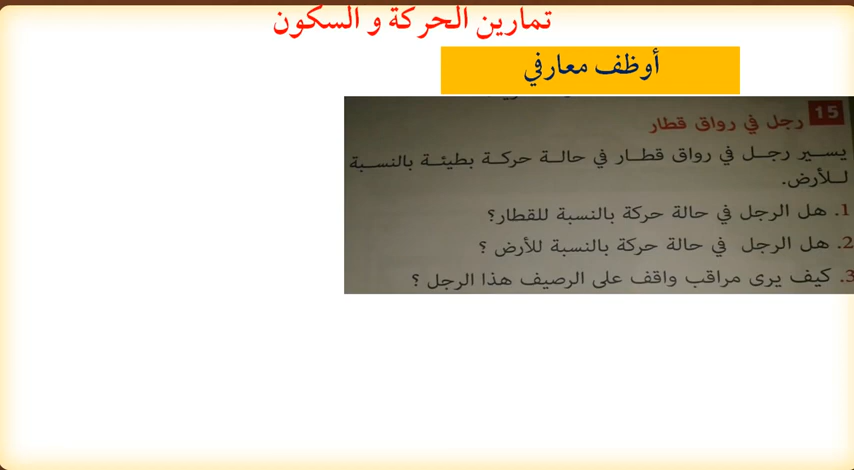 تمارين الحركة و السكون
أوظف معارفي
15 رجل في رواق قطار
يسير رجل في رواق قطار في حالة حركة بطيئة بالنسبة
للأرض.
1. هل الرجل في حالة حركة بالنسبة للقطار؟
2. هل الرجل في حالة حركة بالنسبة للأرض ؟
3. كيف يرى مراقب واقف على الرصيف هذا الرجل ؟